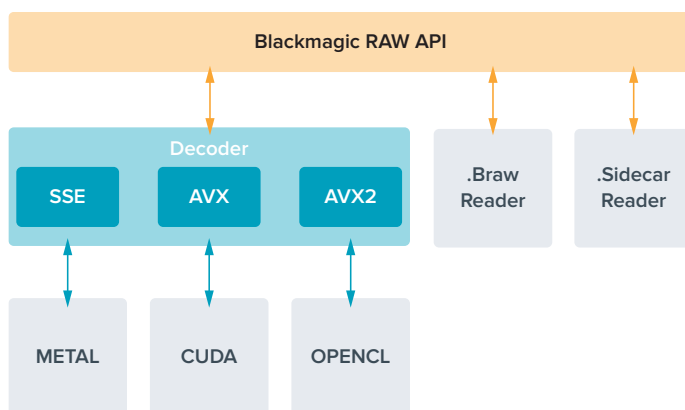 Blackmagic RAW API
Decoder
SSE
AVX
AVX2
.Braw
Reader
.Sidecar
Reader
METAL
CUDA
OPENCL